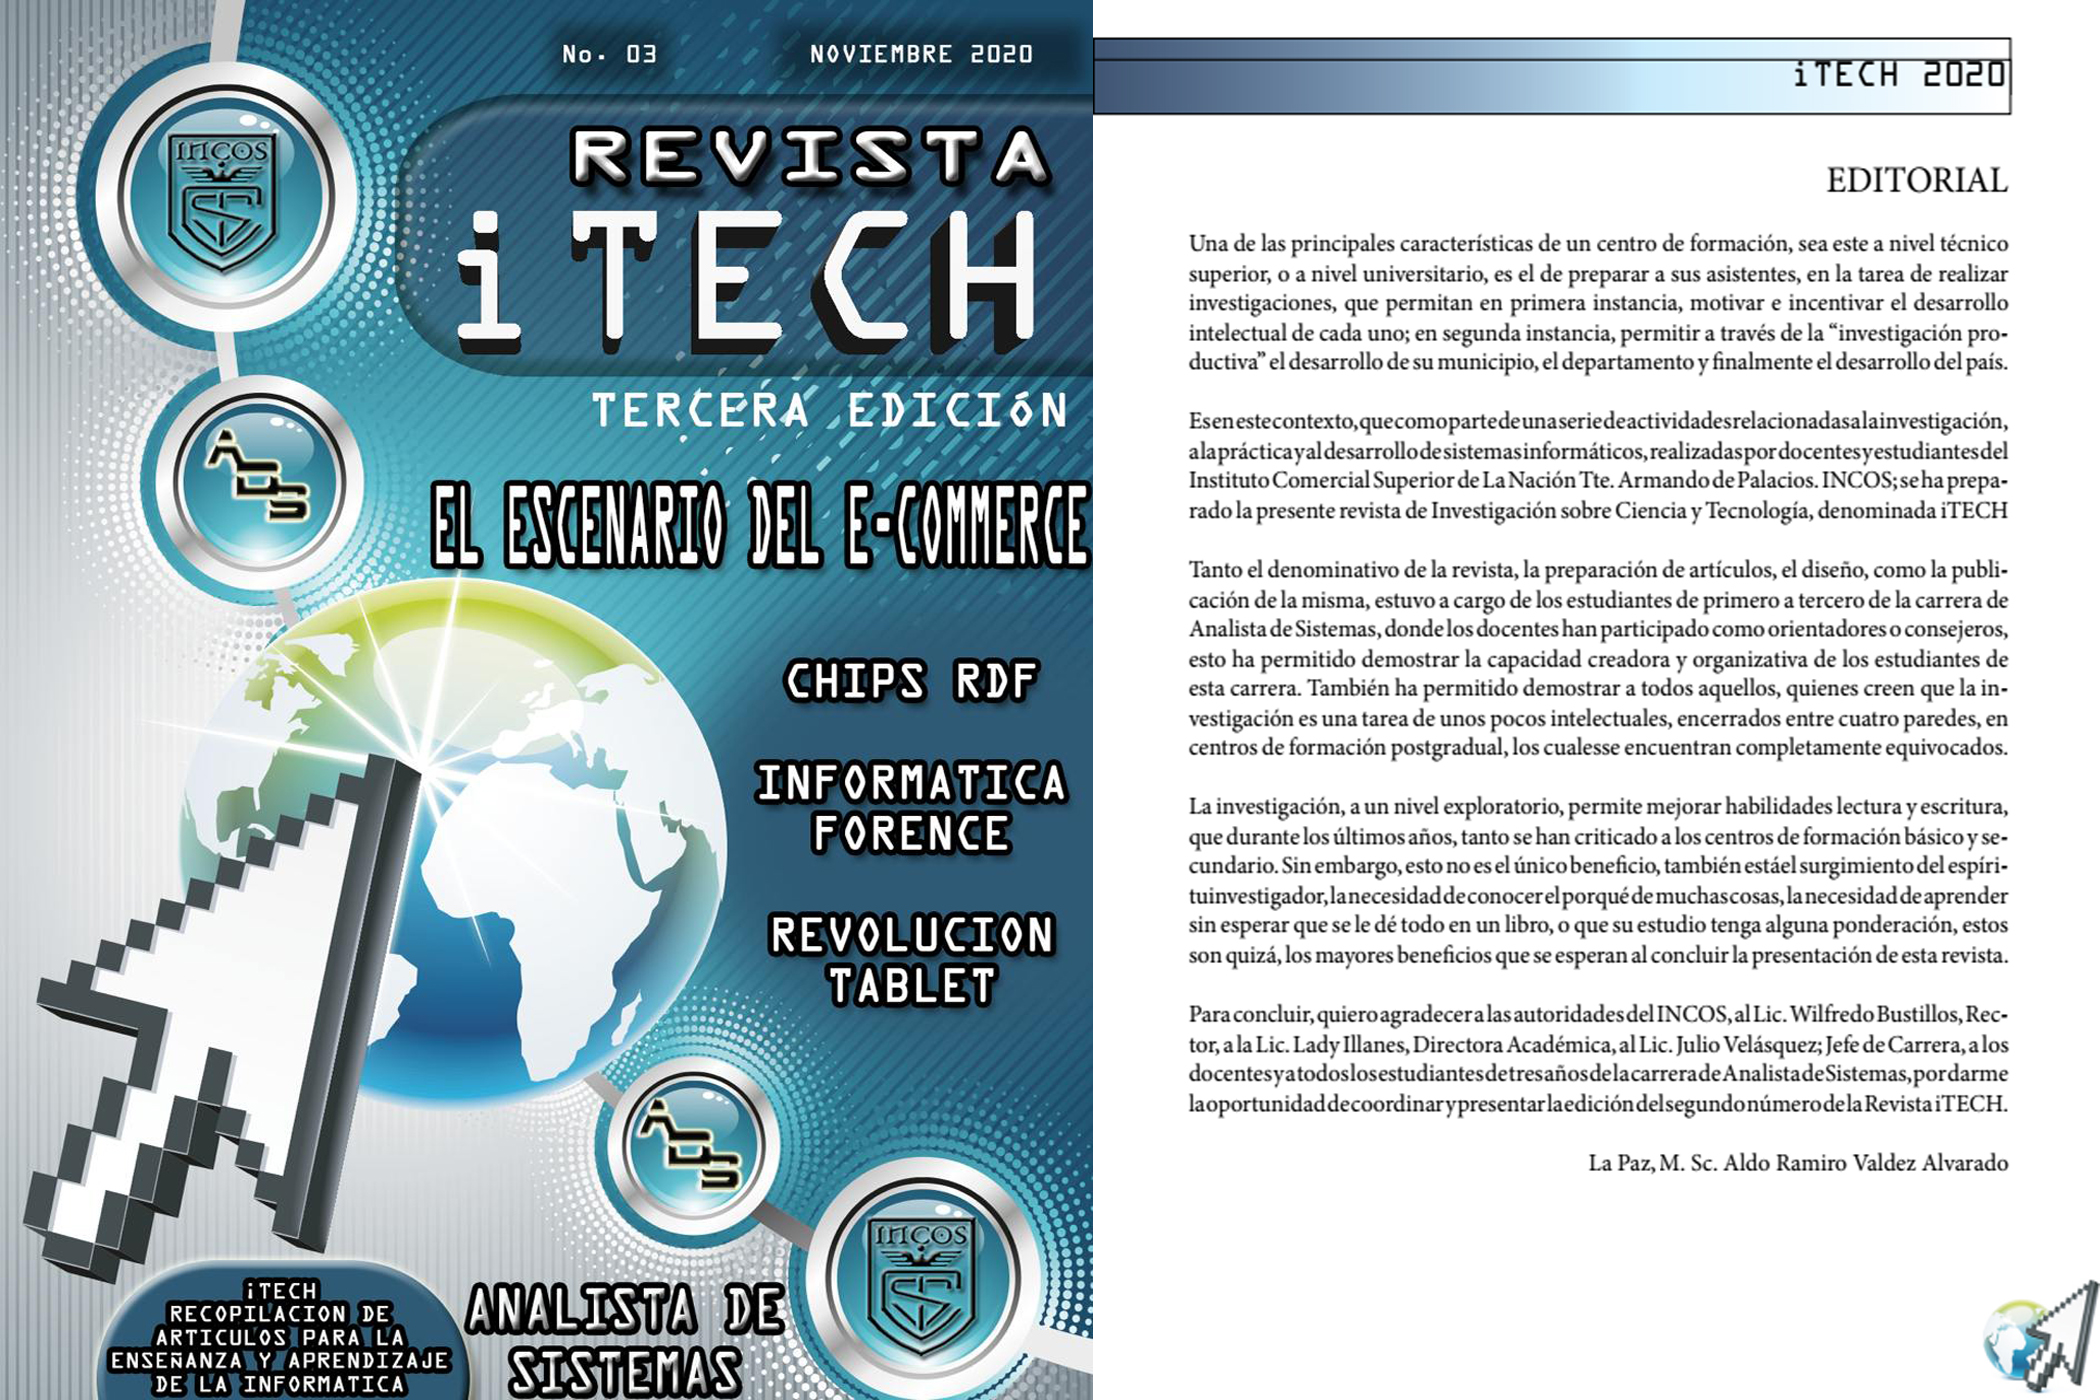 No. 03 NOVIEMBRE 2020
INCOS
REVISTA
iTECH
TERCERA EDICIÓN
ACDS
EL ESCENARIO DEL E-COMMERCE
CHIPS RDF
INFORMATICA
FORENCE
REVOLUCION
TABLET
INCOS
iTECH
RECOPILACION DE
ARTICULOS PARA LA
ENSEÑANZA Y APRENDIZAJE
DE LA INFORMATICA
ANALISTA DE
SISTEMAS
iTECH 2020
EDITORIAL
Una de las principales características de un centro de formación, sea este a nivel técnico
superior, o a nivel universitario, es el de preparar a sus asistentes, en la tarea de realizar
investigaciones, que permitan en primera instancia, motivar e incentivar el desarrollo
intelectual de cada uno; en segunda instancia, permitir a través de la “investigación pro-
ductiva” el desarrollo de su municipio, el departamento y finalmente el desarrollo del país.
Es en este contexto, que como parte de una serie de actividades relacionadas a la investigación,
a la práctica y al desarrollo de sistemas informáticos, realizadas por docentes y estudiantes del
Instituto Comercial Superior de La Nación Tte. Armando de Palacios. INCOS; se ha prepa-
rado la presente revista de Investigación sobre Ciencia y Tecnología, denominada iTECH
Tanto el denominativo de la revista, la preparación de artículos, el diseño, como la publi-
cación de la misma, estuvo a cargo de los estudiantes de primero a tercero de la carrera de
Analista de Sistemas, donde los docentes han participado como orientadores o consejeros,
esto ha permitido demostrar la capacidad creadora y organizativa de los estudiantes de
esta carrera. También ha permitido demostrar a todos aquellos, quienes creen que la in-
vestigación es una tarea de unos pocos intelectuales, encerrados entre cuatro paredes, en
centros de formación postgradual, los cualesse encuentran completamente equivocados.
La investigación, a un nivel exploratorio, permite mejorar habilidades lectura y escritura,
que durante los últimos años, tanto se han criticado a los centros de formación básico y se-
cundario. Sin embargo, esto no es el único beneficio, también estáel surgimiento del espíri-
tuinvestigador, la necesidad de conocer el porqué de muchas cosas, la necesidad de aprender
sin esperar que se le dé todo en un libro, o que su estudio tenga alguna ponderación, estos
son quizá, los mayores beneficios que se esperan al concluir la presentación de esta revista.
Para concluir, quiero agradecer a las autoridades del INCOS, al Lic. Wilfredo Bustillos, Rec-
tor, a la Lic. Lady Illanes, Directora Académica, al Lic. Julio Velásquez; Jefe de Carrera, a los
docentes y a todos los estudiantes de tres años de la carrera de Analista de Sistemas, por darme
la oportunidad de coordinar y presentar la edición del segundo número de la Revista iTECH.
La Paz, M. Sc. Aldo Ramiro Valdez Alvarado